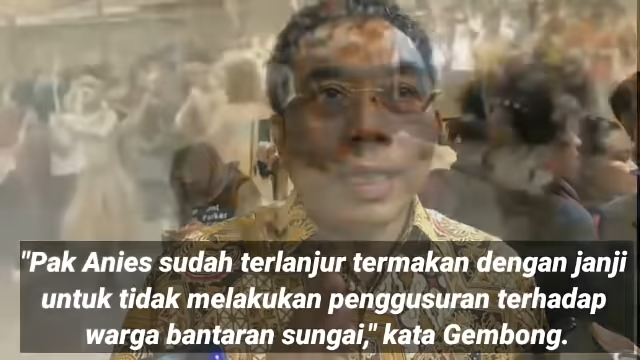 "Pak Anies sudah terlanjur termakan dengan janji
untuk tidak melakukan penggusuran terhadap
warga bantaran sungai," kata Gembong.